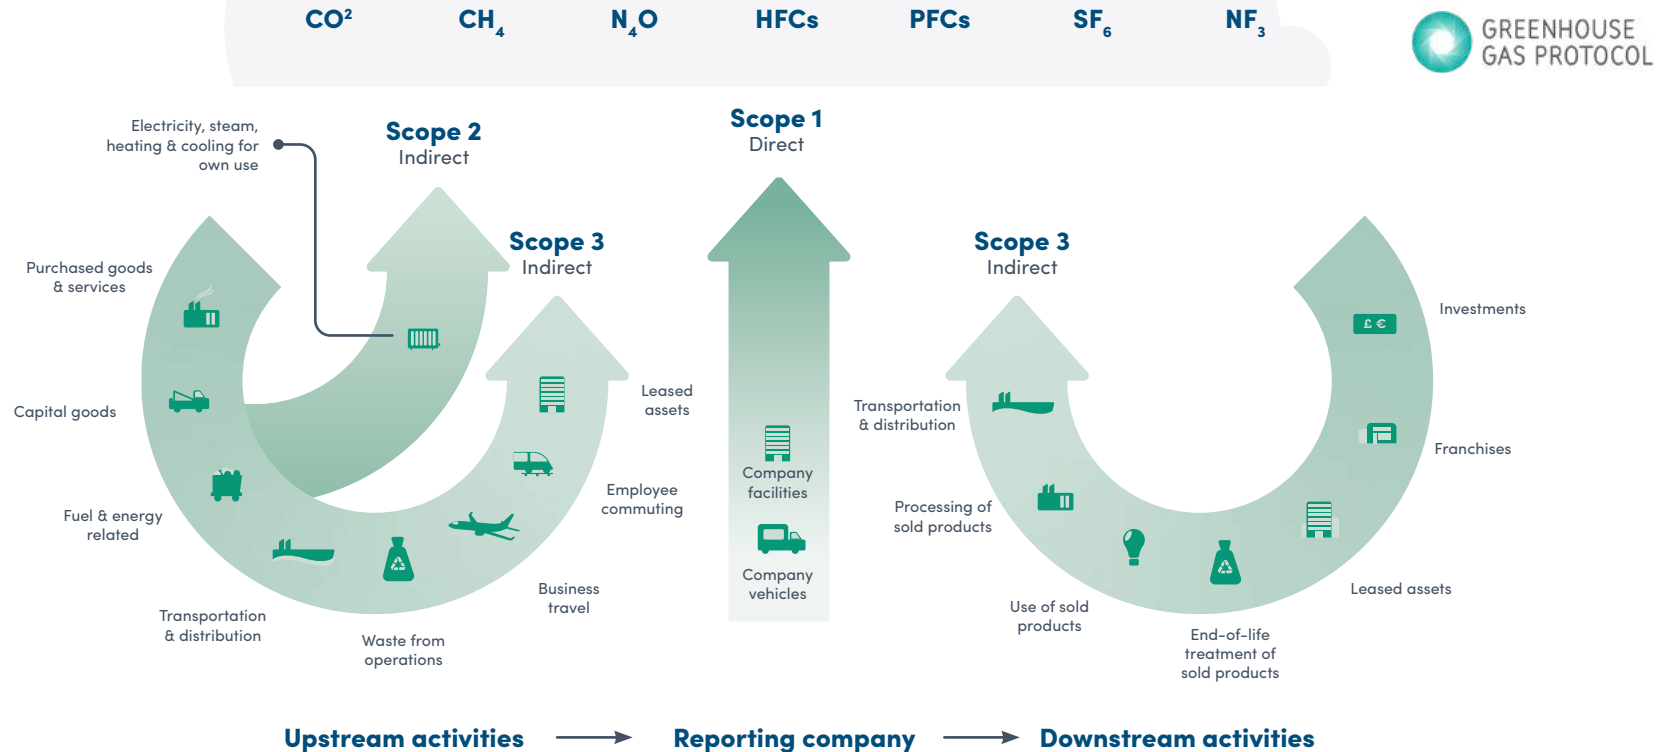 CO² CH₄ N₄O HFCs PFCs SF₆ NF₃
GREENHOUSE
GAS PROTOCOL
Electricity, steam,
heating & cooling for
own use
Scope 2
Indirect
Scope 1
Direct
Scope 3
Indirect
Scope 3
Indirect
Purchased goods
& services
Capital goods
Fuel & energy
related
Transportation
& distribution
Waste from
operations
Business
travel
Employee
commuting
Leased
assets
Company
facilities
Company
vehicles
Transportation
& distribution
Processing of
sold products
Use of sold
products
End-of-life
treatment of
sold products
Leased assets
Franchises
Investments
£ €
Upstream activities
Reporting company
Downstream activities